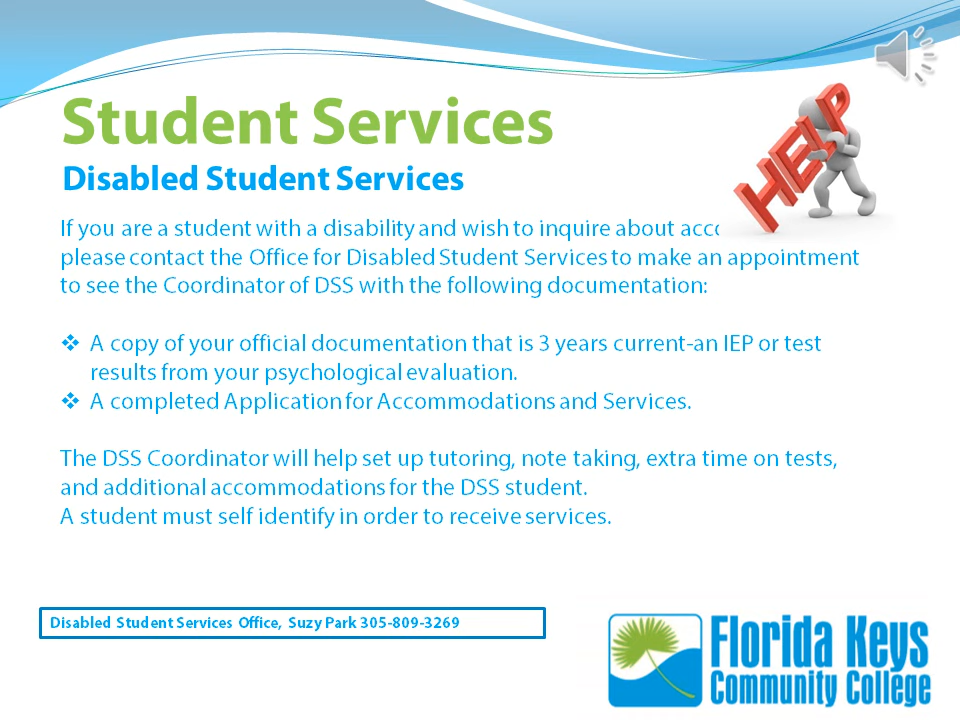 Student Services
HELP
Disabled Student Services
If you are a student with a disability and wish to inquire about
please contact the Office for Disabled Student Services to make an appointment
to see the Coordinator of DSS with the following documentation:
❖ A copy of your official documentation that is 3 years current-an IEP or test
results from your psychological evaluation.
❖ A completed Application for Accommodations and Services.
The DSS Coordinator will help set up tutoring, note taking, extra time on tests,
and additional accommodations for the DSS student.
A student must self identify in order to receive services.
Disabled Student Services Office, Suzy Park 305-809-3269
Florida Keys
Community College